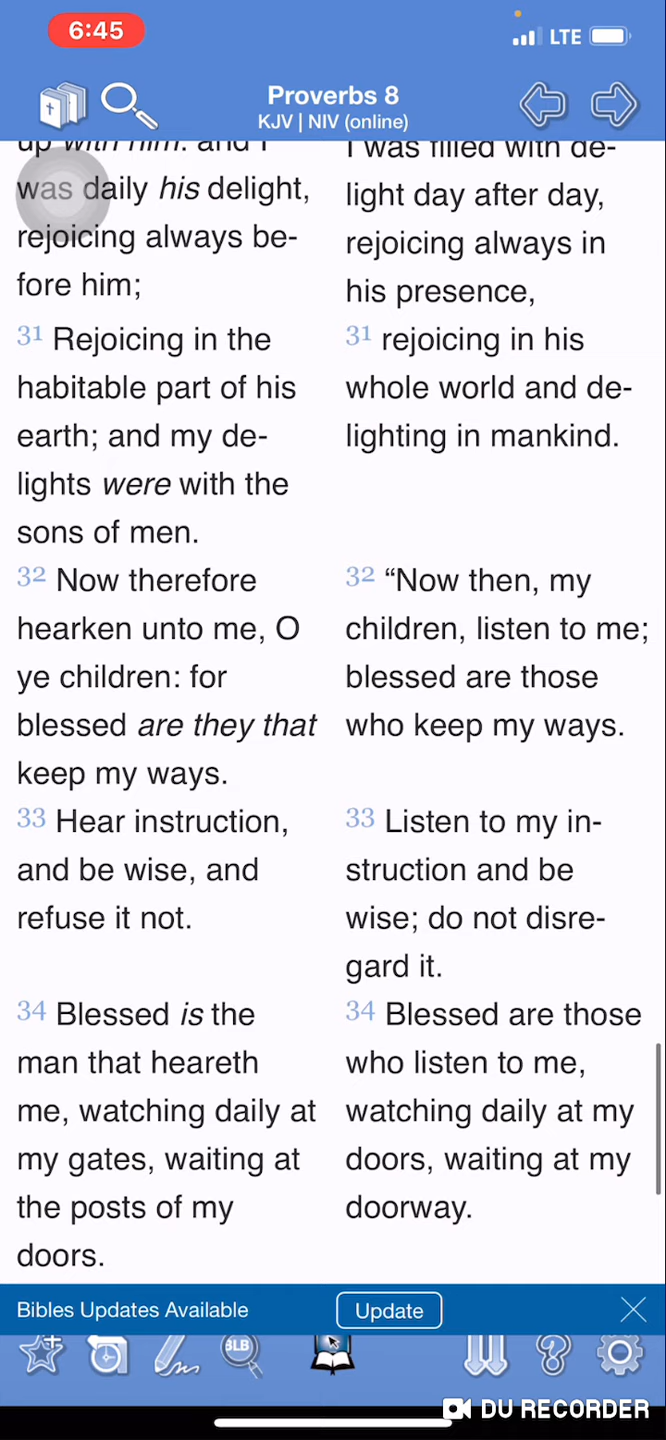 6:45
LTE
Proverbs 8
KJV | NIV (online)
up with him: and I
was daily his delight,
rejoicing always be-
fore him;
31 Rejoicing in the
habitable part of his
earth; and my de-
lights were with the
sons of men.
32 Now therefore
hearken unto me, O
ye children: for
blessed are they that
keep my ways.
33 Hear instruction,
and be wise, and
refuse it not.
34 Blessed is the
man that heareth
me, watching daily at
my gates, waiting at
the posts of my
doors.
I was filled with de-
light day after day,
rejoicing always in
his presence,
31 rejoicing in his
whole world and de-
lighting in mankind.
32 “Now then, my
children, listen to me;
blessed are those
who keep my ways.
33 Listen to my in-
struction and be
wise; do not disre-
gard it.
34 Blessed are those
who listen to me,
watching daily at my
doors, waiting at my
doorway.
Bibles Updates Available
Update
BLB
DU RECORDER